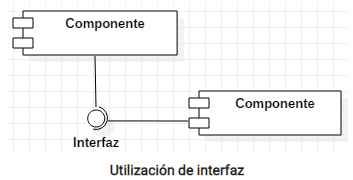 Componente
Componente
Interfaz
Utilización de interfaz